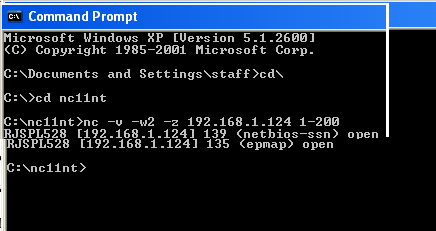 Command Prompt
Microsoft Windows XP [Version 5.1.2600]
(C) Copyright 1985-2001 Microsoft Corp.
C:\Documents and Settings\staff>cd\
C:\>cd nc11nt
C:\nc11nt>nc -v -w2 -z 192.168.1.124 1-200
RJSPL528 [192.168.1.124] 139 (netbios-ssn) open
RJSPL528 [192.168.1.124] 135 (epmap) open
C:\nc11nt>